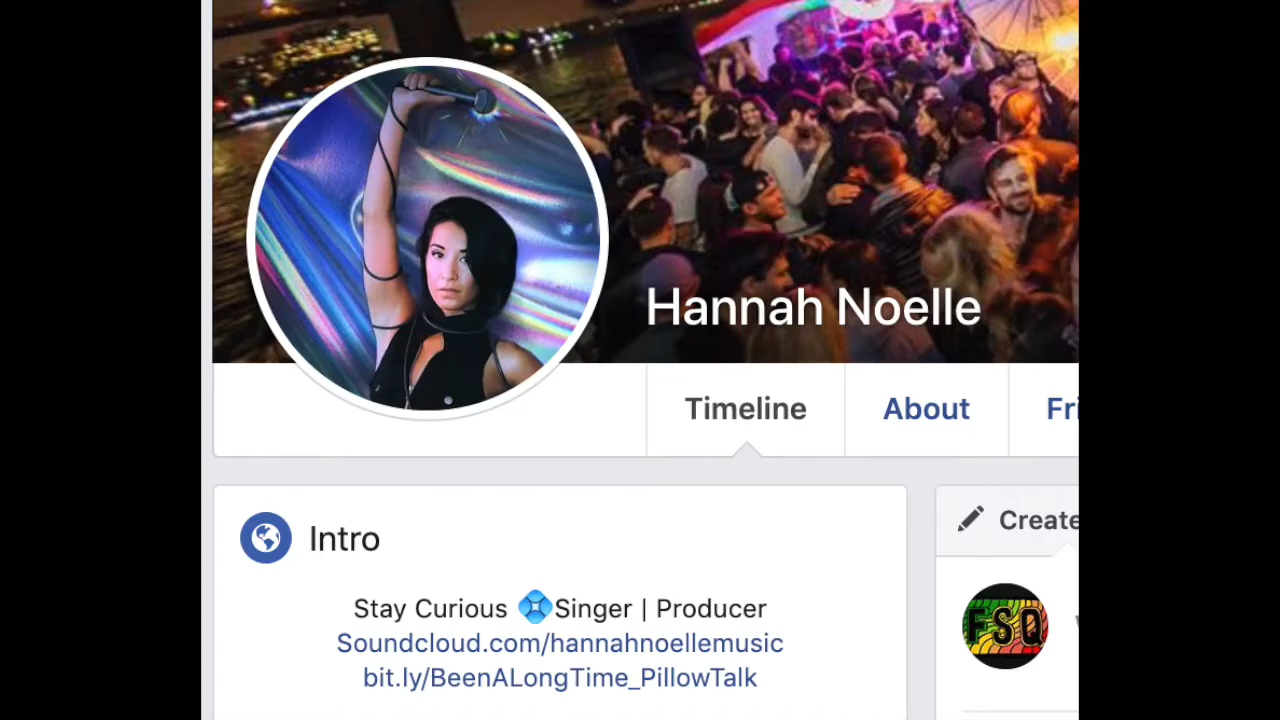 Hannah Noelle
Timeline
About
Fri
Intro
Create
Stay Curious 💠Singer | Producer
Soundcloud.com/hannahnoellemusic
bit.ly/BeenALongTime_PillowTalk
FSQ